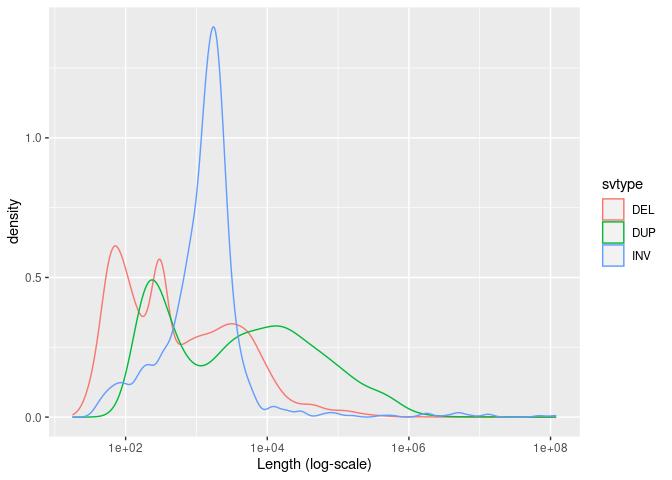 1.0
0.5
0.0
density
1e+02
1e+04
1e+06
1e+08
Length (log-scale)
svtype
DEL
DUP
INV